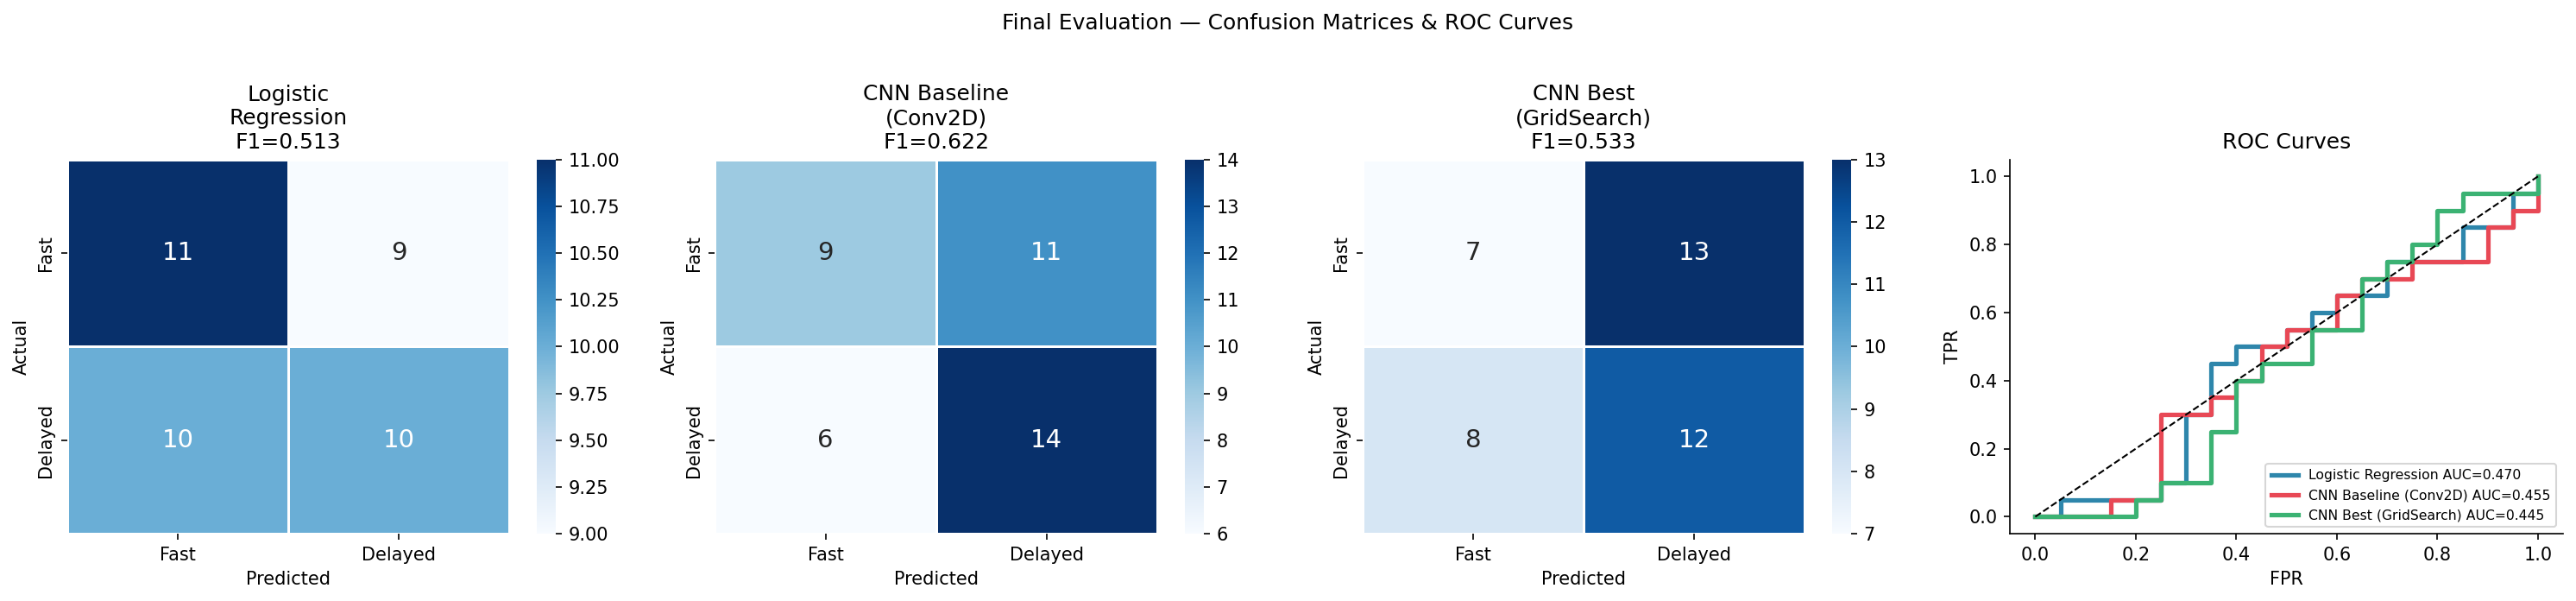 Final Evaluation — Confusion Matrices & ROC Curves
Logistic
Regression
F1=0.513
11
9
10
10
Fast
Delayed
Actual
Fast
Delayed
Predicted
11.00
10.75
10.50
10.25
10.00
9.75
9.50
9.25
9.00
CNN Baseline
(Conv2D)
F1=0.622
9
11
6
14
Fast
Delayed
Actual
Fast
Delayed
Predicted
14
13
12
11
10
9
8
7
6
CNN Best
(GridSearch)
F1=0.533
7
13
8
12
Fast
Delayed
Actual
Fast
Delayed
Predicted
13
12
11
10
9
8
7
ROC Curves
1.0
0.8
0.6
0.4
0.2
0.0
TPR
Logistic Regression AUC=0.470
CNN Baseline (Conv2D) AUC=0.455
CNN Best (GridSearch) AUC=0.445
0.0
0.2
0.4
0.6
0.8
1.0
FPR